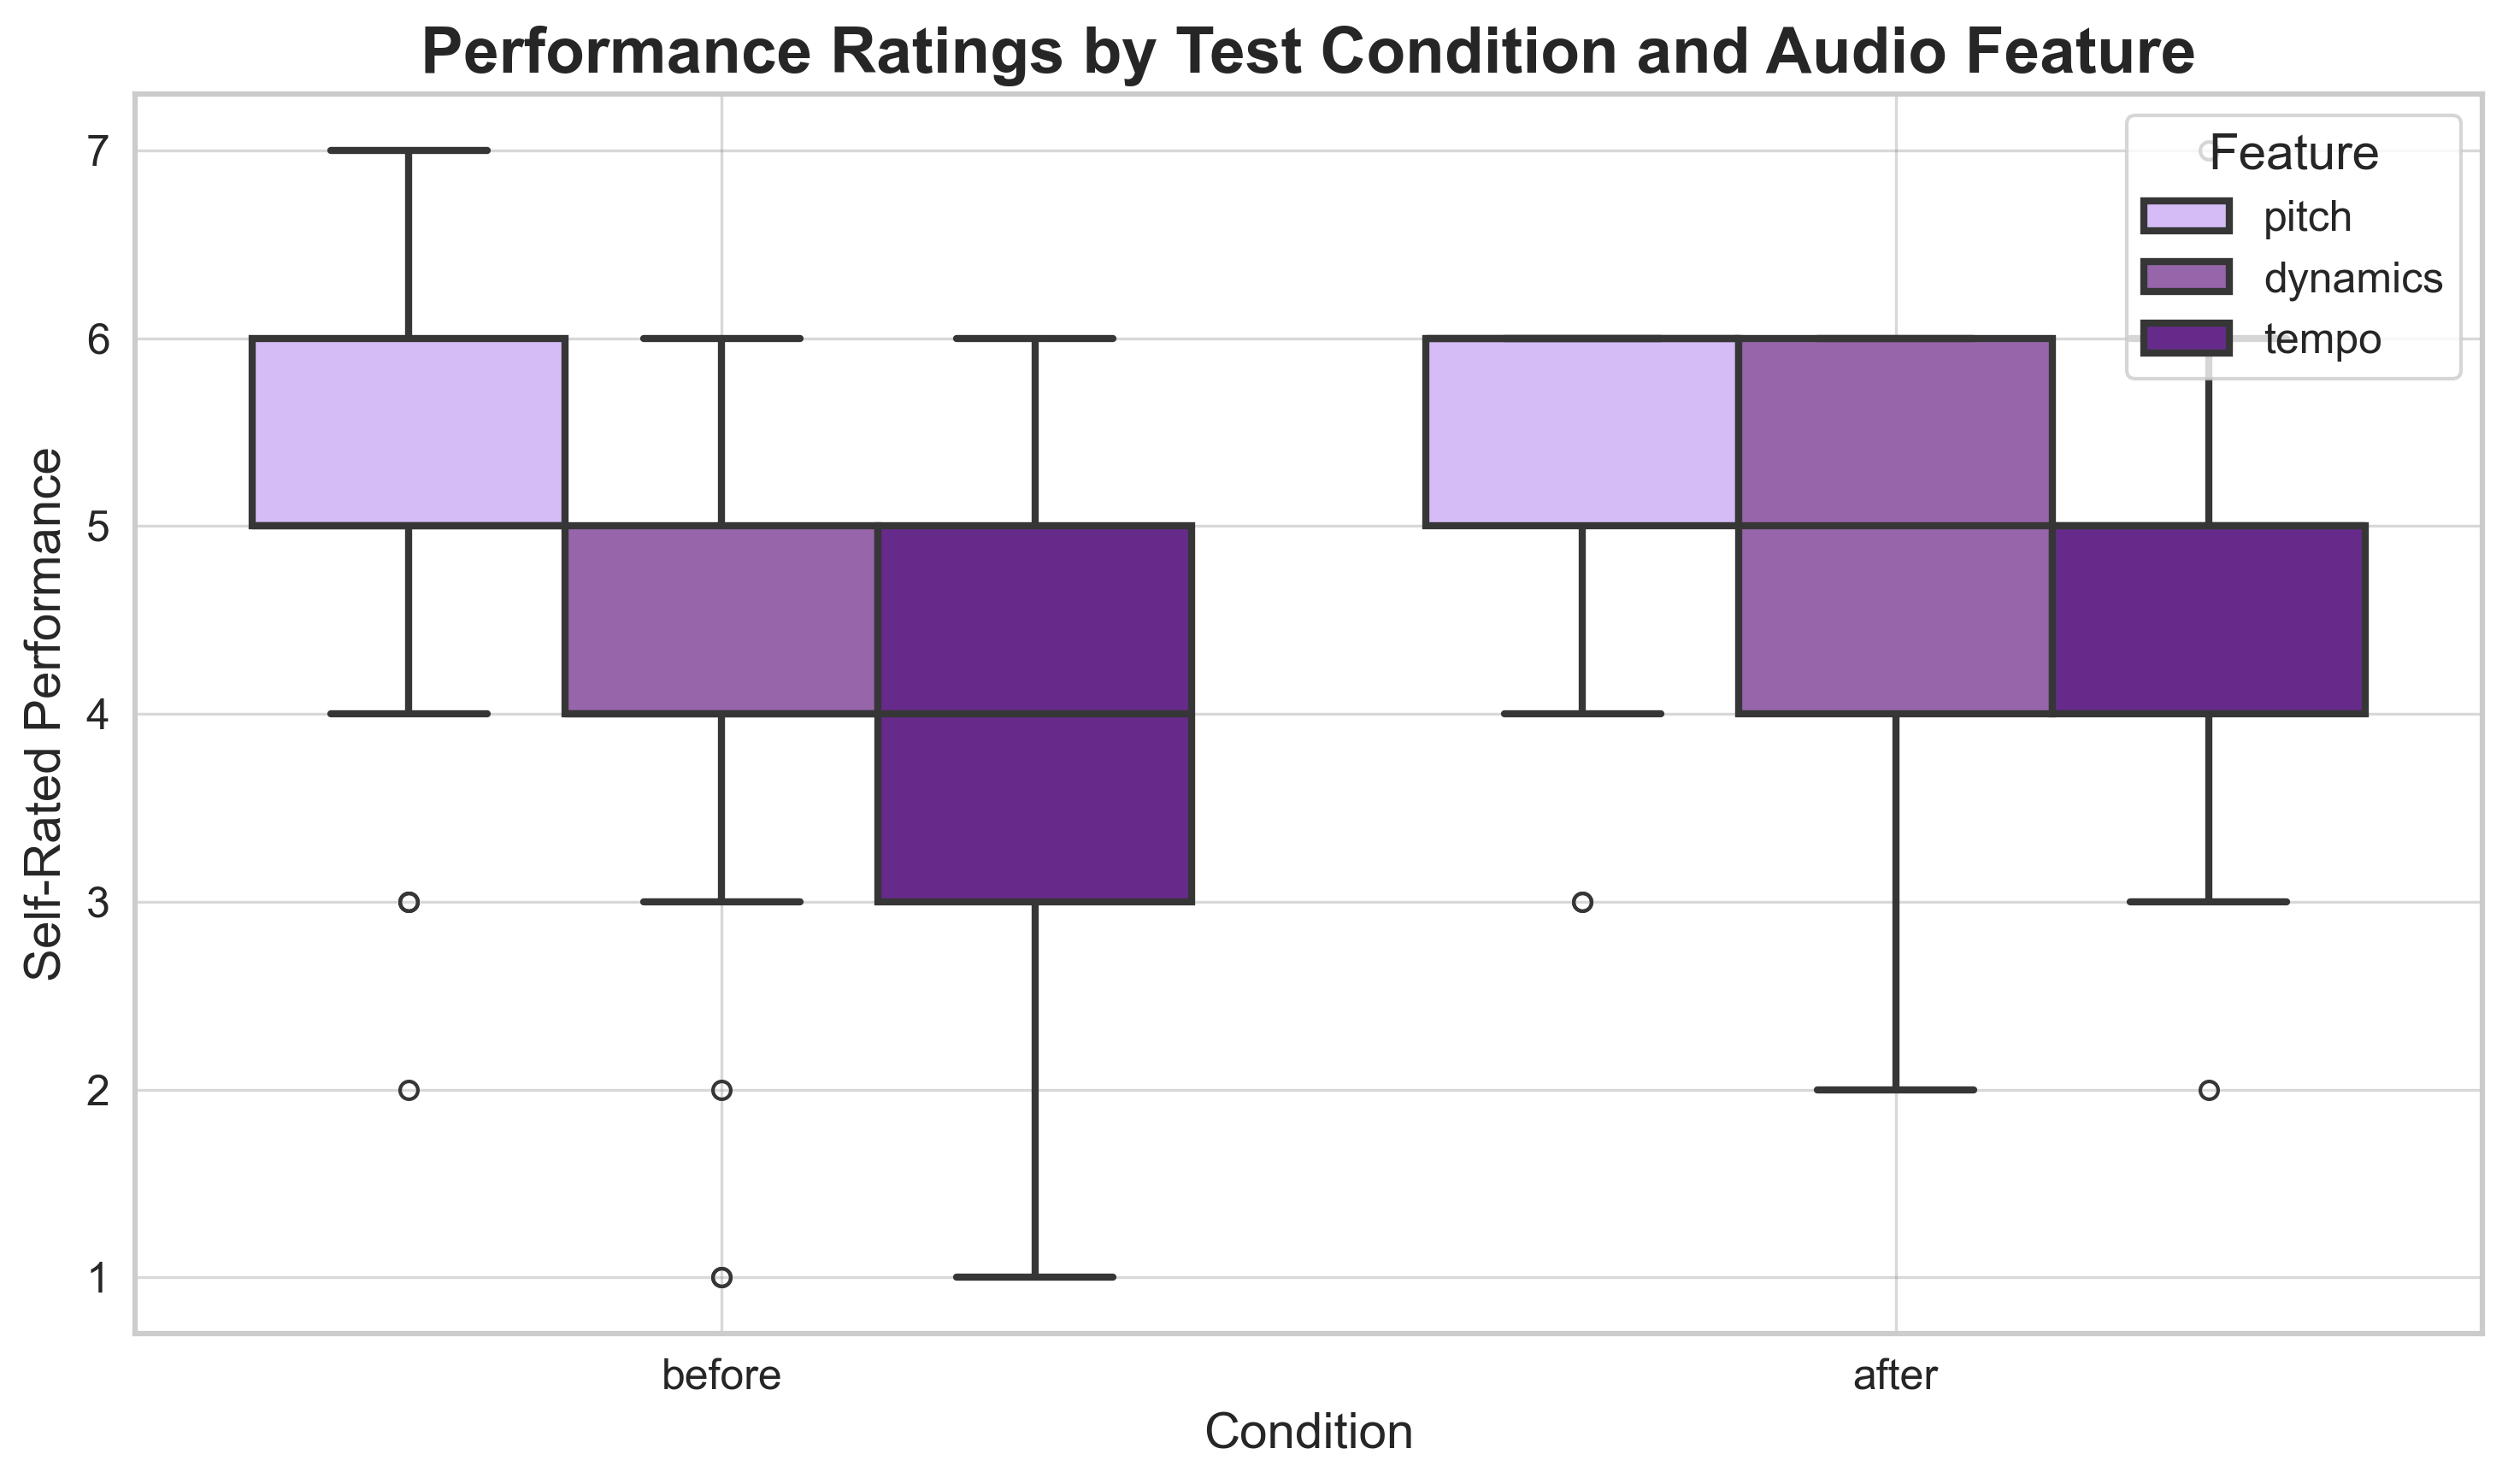 Performance Ratings by Test Condition and Audio Feature
Self-Rated Performance
7
6
5
4
3
2
1
Feature
pitch
dynamics
tempo
before
after
Condition